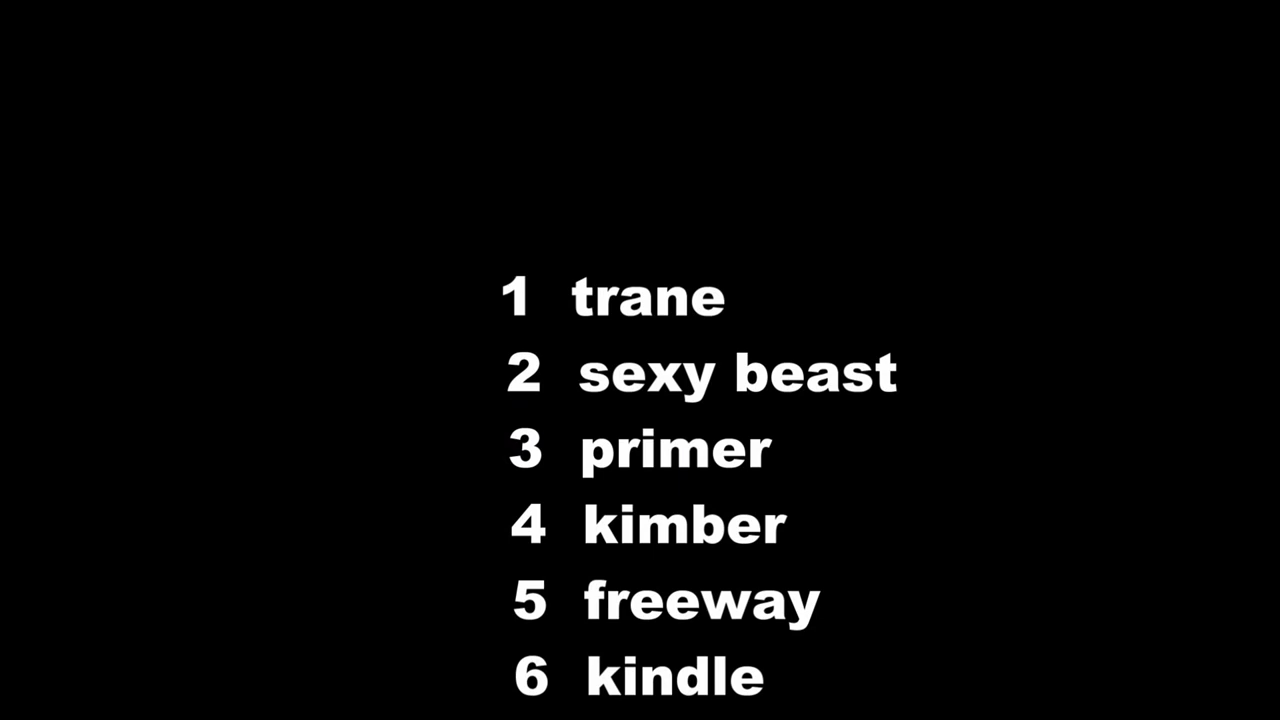 1 trane
2 sexy beast
3 primer
4 kimber
5 freeway
6 kindle